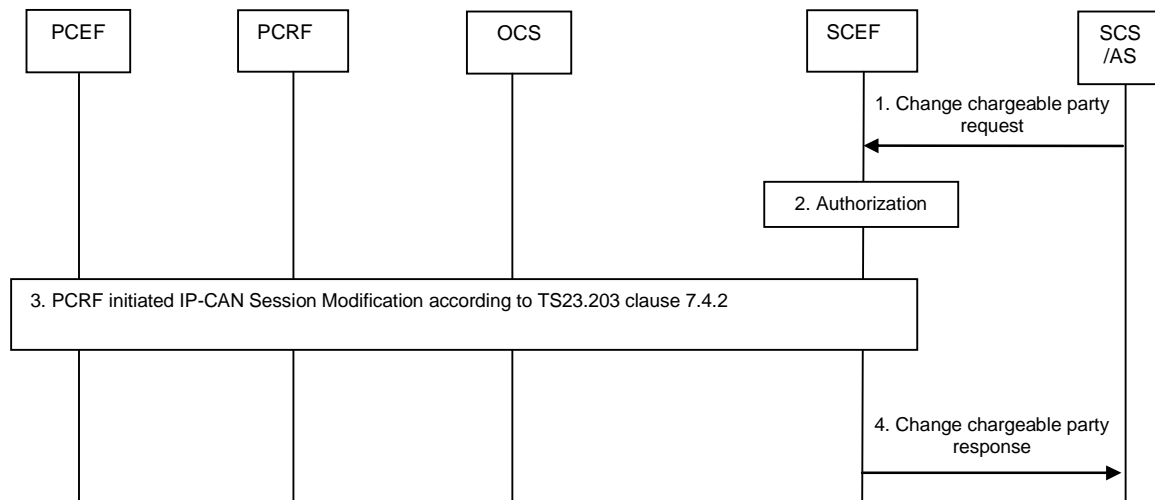 PCEF
PCRF
OCS
SCEF
SCS
/AS
1. Change chargeable party
request
2. Authorization
3. PCRF initiated IP-CAN Session Modification according to TS23.203 clause 7.4.2
4. Change chargeable party
response